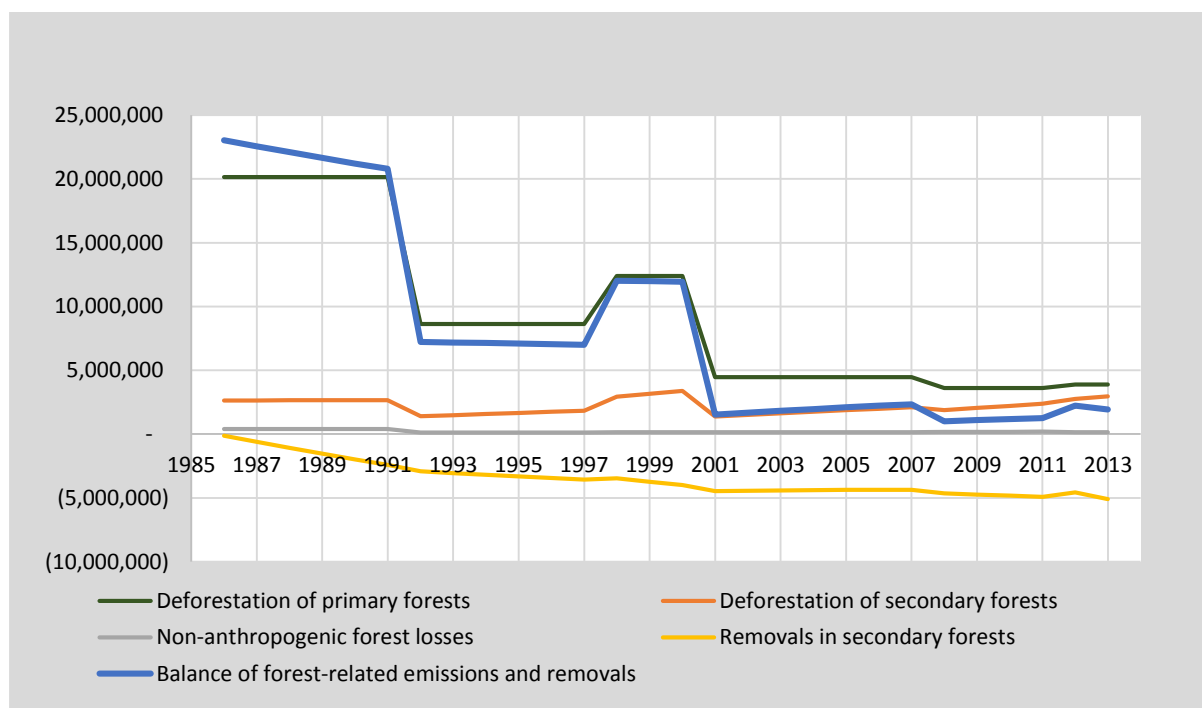 25,000,000
20,000,000
15,000,000
10,000,000
5,000,000
-
1985 1987 1989 1991 1993 1995 1997 1999 2001 2003 2005 2007 2009 2011 2013
(5,000,000)
(10,000,000)
Deforestation of primary forests Deforestation of secondary forests
Non-anthropogenic forest losses Removals in secondary forests
Balance of forest-related emissions and removals